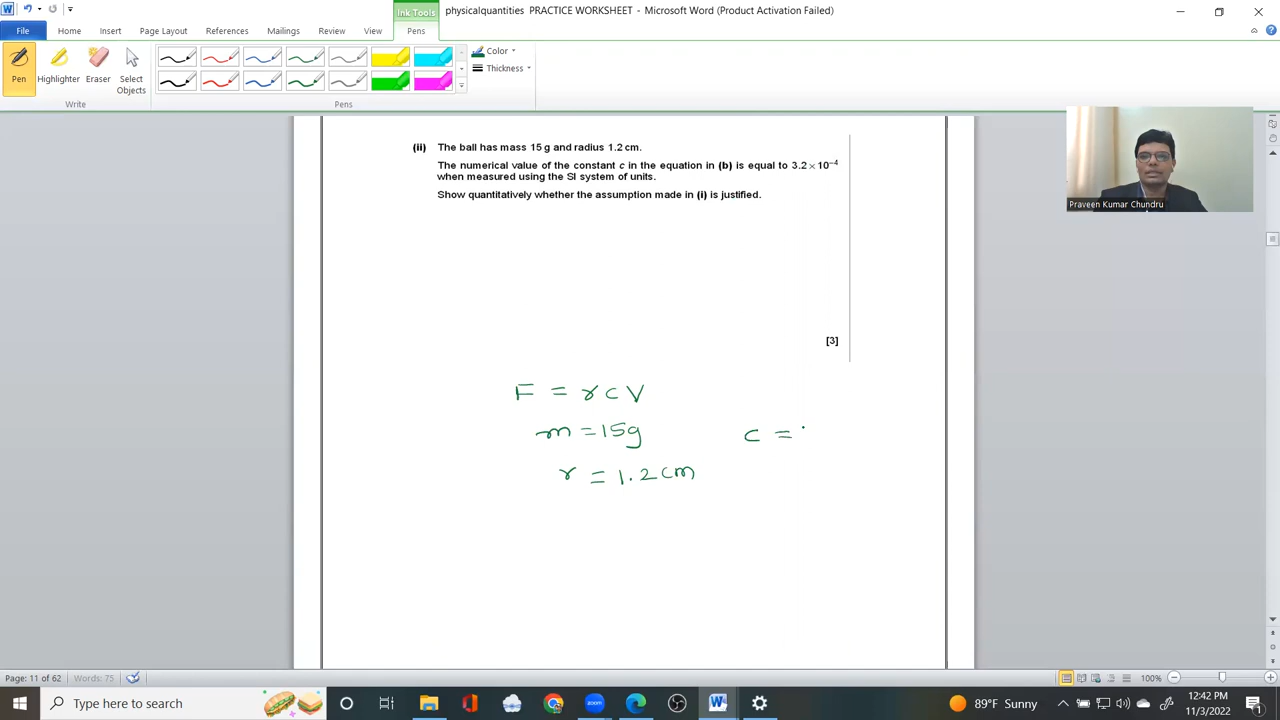 Ink Tools
physicalquantities PRACTICE WORKSHEET - Microsoft Word (Product Activation Failed)
File Home Insert Page Layout References Mailings Review View Pens
Pen Highlighter Eraser Select Objects
Color
Thickness
Write Pens
(ii) The ball has mass 15 g and radius 1.2 cm.
The numerical value of the constant c in the equation in (b) is equal to 3.2 × 10⁻⁴
when measured using the SI system of units.
Show quantitatively whether the assumption made in (i) is justified.
[3]
F = r c V
m = 15g
c =
r = 1.2 cm
Praveen Kumar Chundru
Page: 11 of 62 Words: 75 100%
Type here to search
zoom
89°F Sunny
12:42 PM
11/3/2022